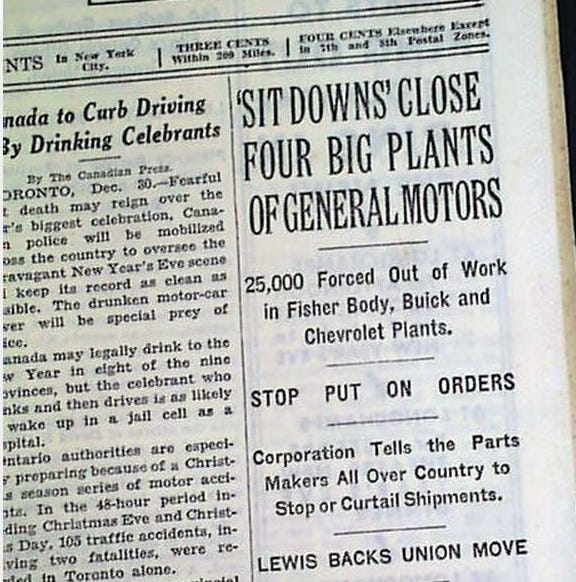 NTS In New York City.
THREE CENTS Within 200 Miles.
FOUR CENTS Elsewhere Except in 7th and 8th Postal Zones.
nada to Curb Driving
By Drinking Celebrants
By The Canadian Press.
ORONTO, Dec. 30.—Fearful
t death may reign over the
r's biggest celebration, Cana-
n police will be mobilized
oss the country to oversee the
ravagant New Year's Eve scene
l keep its record as clean as
sible. The drunken motor-car
ver will be special prey of
ice.
anada may legally drink to the
w Year in eight of the nine
ovinces, but the celebrant who
nks and then drives is as likely
wake up in a jail cell as a
spital.
ntario authorities are especi-
y preparing because of a Christ-
s season series of motor acci-
ts. In the 48-hour period in-
ding Christmas Eve and Christ-
s Day, 105 traffic accidents, in-
ving two fatalities, were re-
ded in Toronto alone.
'SIT DOWNS' CLOSE
FOUR BIG PLANTS
OF GENERAL MOTORS
25,000 Forced Out of Work
in Fisher Body, Buick and
Chevrolet Plants.
STOP PUT ON ORDERS
Corporation Tells the Parts
Makers All Over Country to
Stop or Curtail Shipments.
LEWIS BACKS UNION MOVE